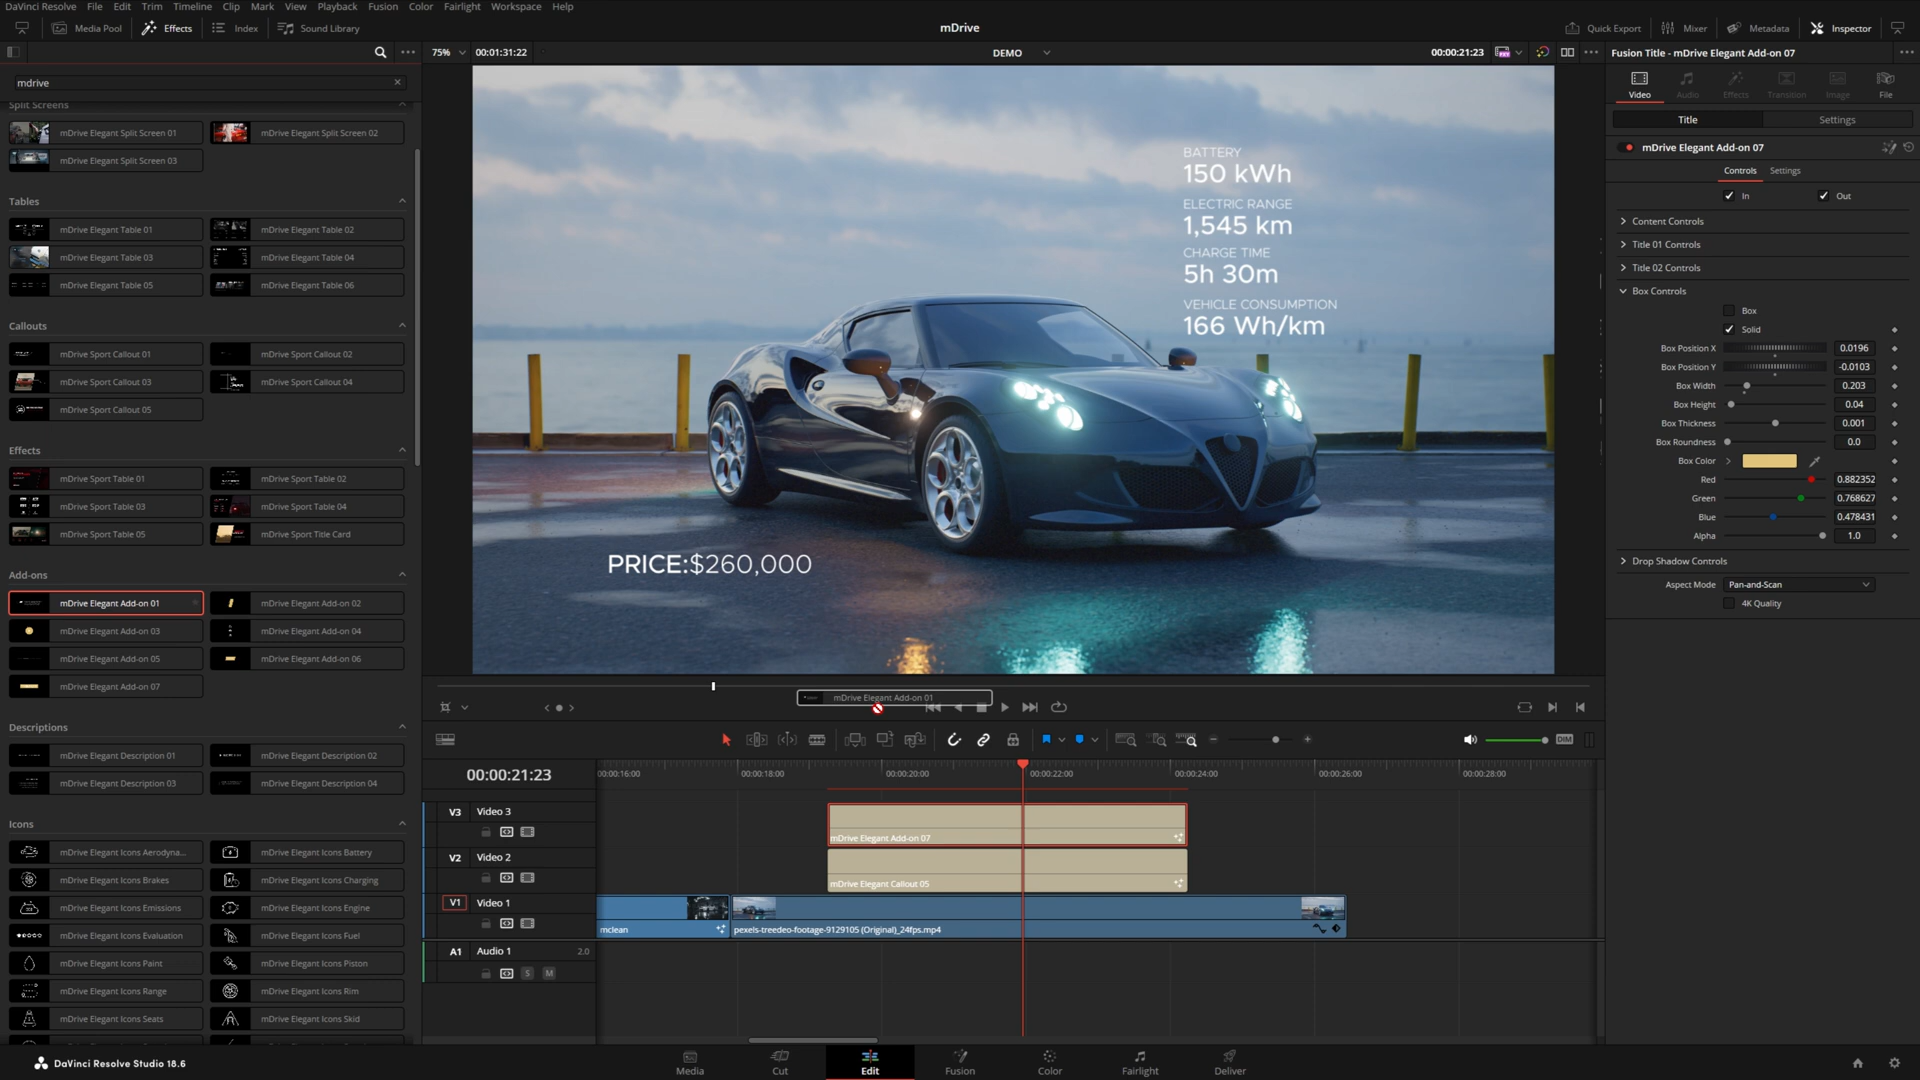 DaVinci Resolve File Edit Trim Timeline Clip Mark View Playback Fusion Color Fairlight Workspace Help
Media Pool Effects Index Sound Library
mDrive
Quick Export Mixer Metadata Inspector
75% 00:01:31:22
DEMO
00:00:21:23
Fusion Title - mDrive Elegant Add-on 07
mdrive
Video Audio Effects Transition Image File
Title Settings
mDrive Elegant Add-on 07
Controls Settings
In Out
Content Controls
Title 01 Controls
Title 02 Controls
Box Controls
Box
Solid
Box Position X 0.0196
Box Position Y -0.0103
Box Width 0.203
Box Height 0.04
Box Thickness 0.001
Box Roundness 0.0
Box Color
Red 0.882352
Green 0.768627
Blue 0.478431
Alpha 1.0
Drop Shadow Controls
Aspect Mode Pan-and-Scan
4K Quality
Split Screens
mDrive Elegant Split Screen 01 mDrive Elegant Split Screen 02
mDrive Elegant Split Screen 03
Tables
mDrive Elegant Table 01 mDrive Elegant Table 02
mDrive Elegant Table 03 mDrive Elegant Table 04
mDrive Elegant Table 05 mDrive Elegant Table 06
Callouts
mDrive Sport Callout 01 mDrive Sport Callout 02
mDrive Sport Callout 03 mDrive Sport Callout 04
mDrive Sport Callout 05
Effects
mDrive Sport Table 01 mDrive Sport Table 02
mDrive Sport Table 03 mDrive Sport Table 04
mDrive Sport Table 05 mDrive Sport Title Card
Add-ons
mDrive Elegant Add-on 01 mDrive Elegant Add-on 02
mDrive Elegant Add-on 03 mDrive Elegant Add-on 04
mDrive Elegant Add-on 05 mDrive Elegant Add-on 06
mDrive Elegant Add-on 07
Descriptions
mDrive Elegant Description 01 mDrive Elegant Description 02
mDrive Elegant Description 03 mDrive Elegant Description 04
Icons
mDrive Elegant Icons Aerodyna... mDrive Elegant Icons Battery
mDrive Elegant Icons Brakes mDrive Elegant Icons Charging
mDrive Elegant Icons Emissions mDrive Elegant Icons Engine
mDrive Elegant Icons Evaluation mDrive Elegant Icons Fuel
mDrive Elegant Icons Paint mDrive Elegant Icons Piston
mDrive Elegant Icons Range mDrive Elegant Icons Rim
mDrive Elegant Icons Seats mDrive Elegant Icons Skid
BATTERY
150 kWh
ELECTRIC RANGE
1,545 km
CHARGE TIME
5h 30m
VEHICLE CONSUMPTION
166 Wh/km
PRICE:$260,000
mDrive Elegant Add-on 01
DIM
00:00:21:23
00:00:16:00 00:00:18:00 00:00:20:00 00:00:22:00 00:00:24:00 00:00:26:00 00:00:28:00
V3 Video 3
mDrive Elegant Add-on 07
V2 Video 2
mDrive Elegant Callout 05
V1 Video 1
mclean pexels-treedeo-footage-9129105 (Original)_24fps.mp4
A1 Audio 1 2.0
S M
DaVinci Resolve Studio 18.6
Media Cut Edit Fusion Color Fairlight Deliver